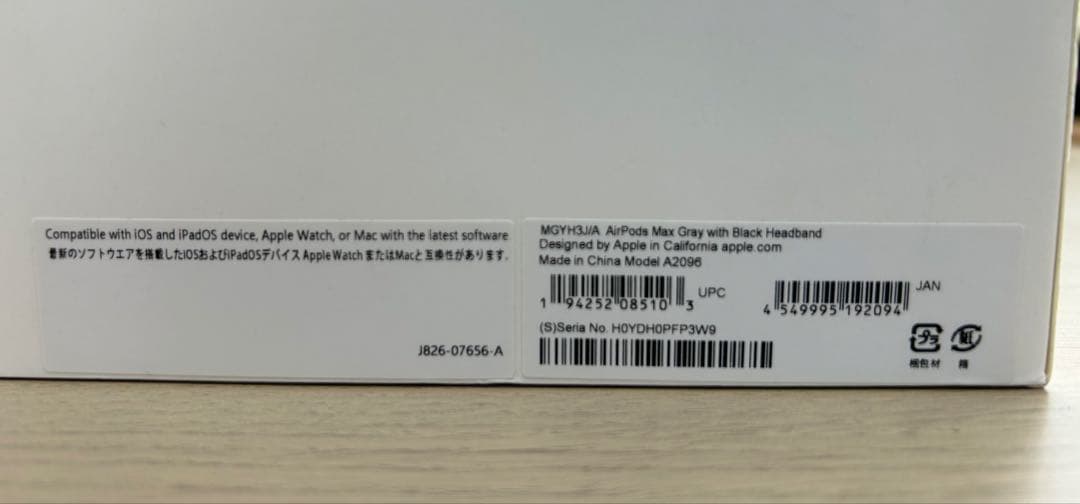 Compatible with iOS and iPadOS device, Apple Watch, or Mac with the latest software
最新のソフトウエアを搭載したiOSおよびiPadOSデバイス Apple Watch またはMacと互換性があります.
J826-07656-A
MGYH3J/A AirPods Max Gray with Black Headband
Designed by Apple in California apple.com
Made in China Model A2096
1 94252 08510 3 UPC
4 549995 192094 JAN
(S)Seria No. H0YDH0PFP3W9
プラ 紙
梱包材 箱